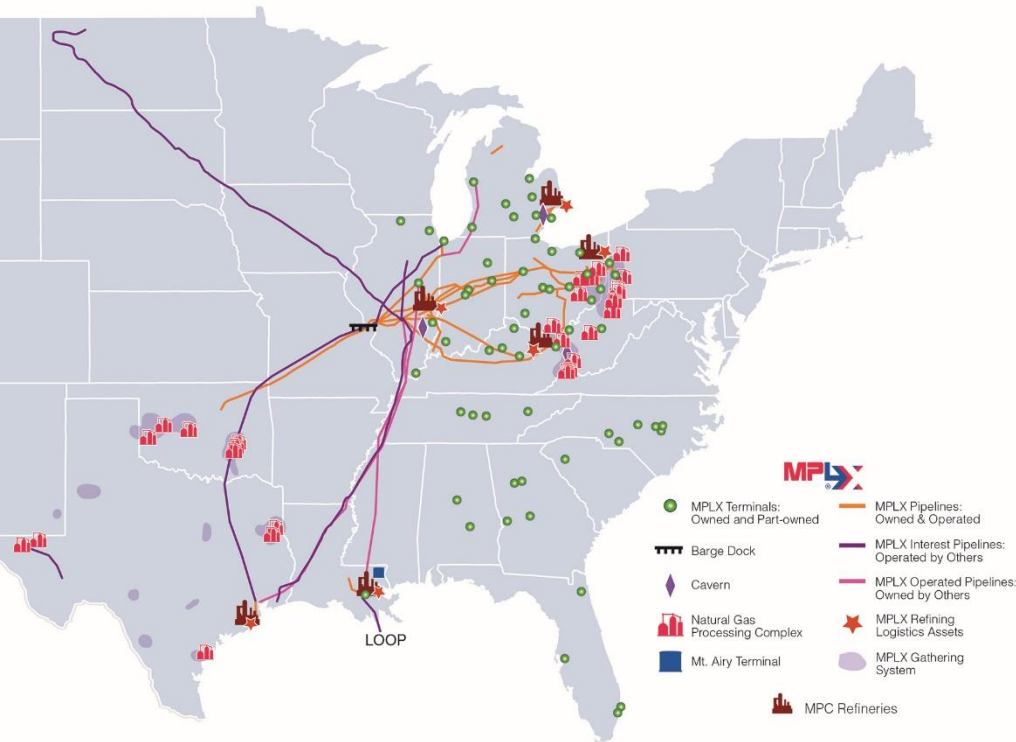 LOOP
MPLX
®
MPLX Terminals:
Owned and Part-owned
Barge Dock
Cavern
Natural Gas
Processing Complex
Mt. Airy Terminal
MPLX Pipelines:
Owned & Operated
MPLX Interest Pipelines:
Operated by Others
MPLX Operated Pipelines:
Owned by Others
MPLX Refining
Logistics Assets
MPLX Gathering
System
MPC Refineries